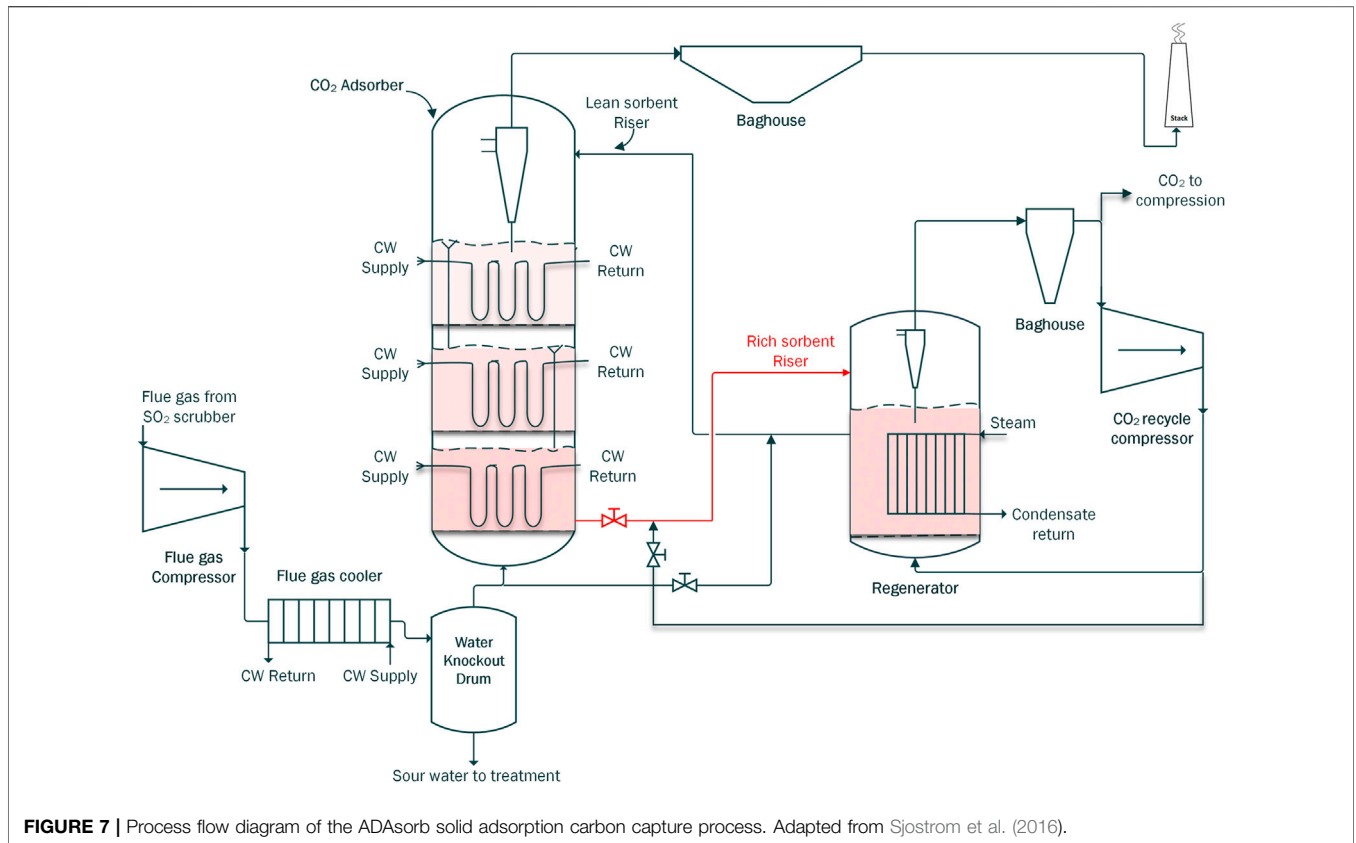 CO₂ Adsorber
Lean sorbent
Riser
Baghouse
Stack
CO₂ to
compression
CW
Supply
CW
Return
Baghouse
Rich sorbent
Riser
CW
Supply
CW
Return
Flue gas from
SO₂ scrubber
Steam
CO₂ recycle
compressor
CW
Supply
CW
Return
Condensate
return
Flue gas
Compressor
Flue gas cooler
Regenerator
Water
Knockout
Drum
CW Return
CW Supply
Sour water to treatment
FIGURE 7 | Process flow diagram of the ADAsorb solid adsorption carbon capture process. Adapted from Sjostrom et al. (2016).